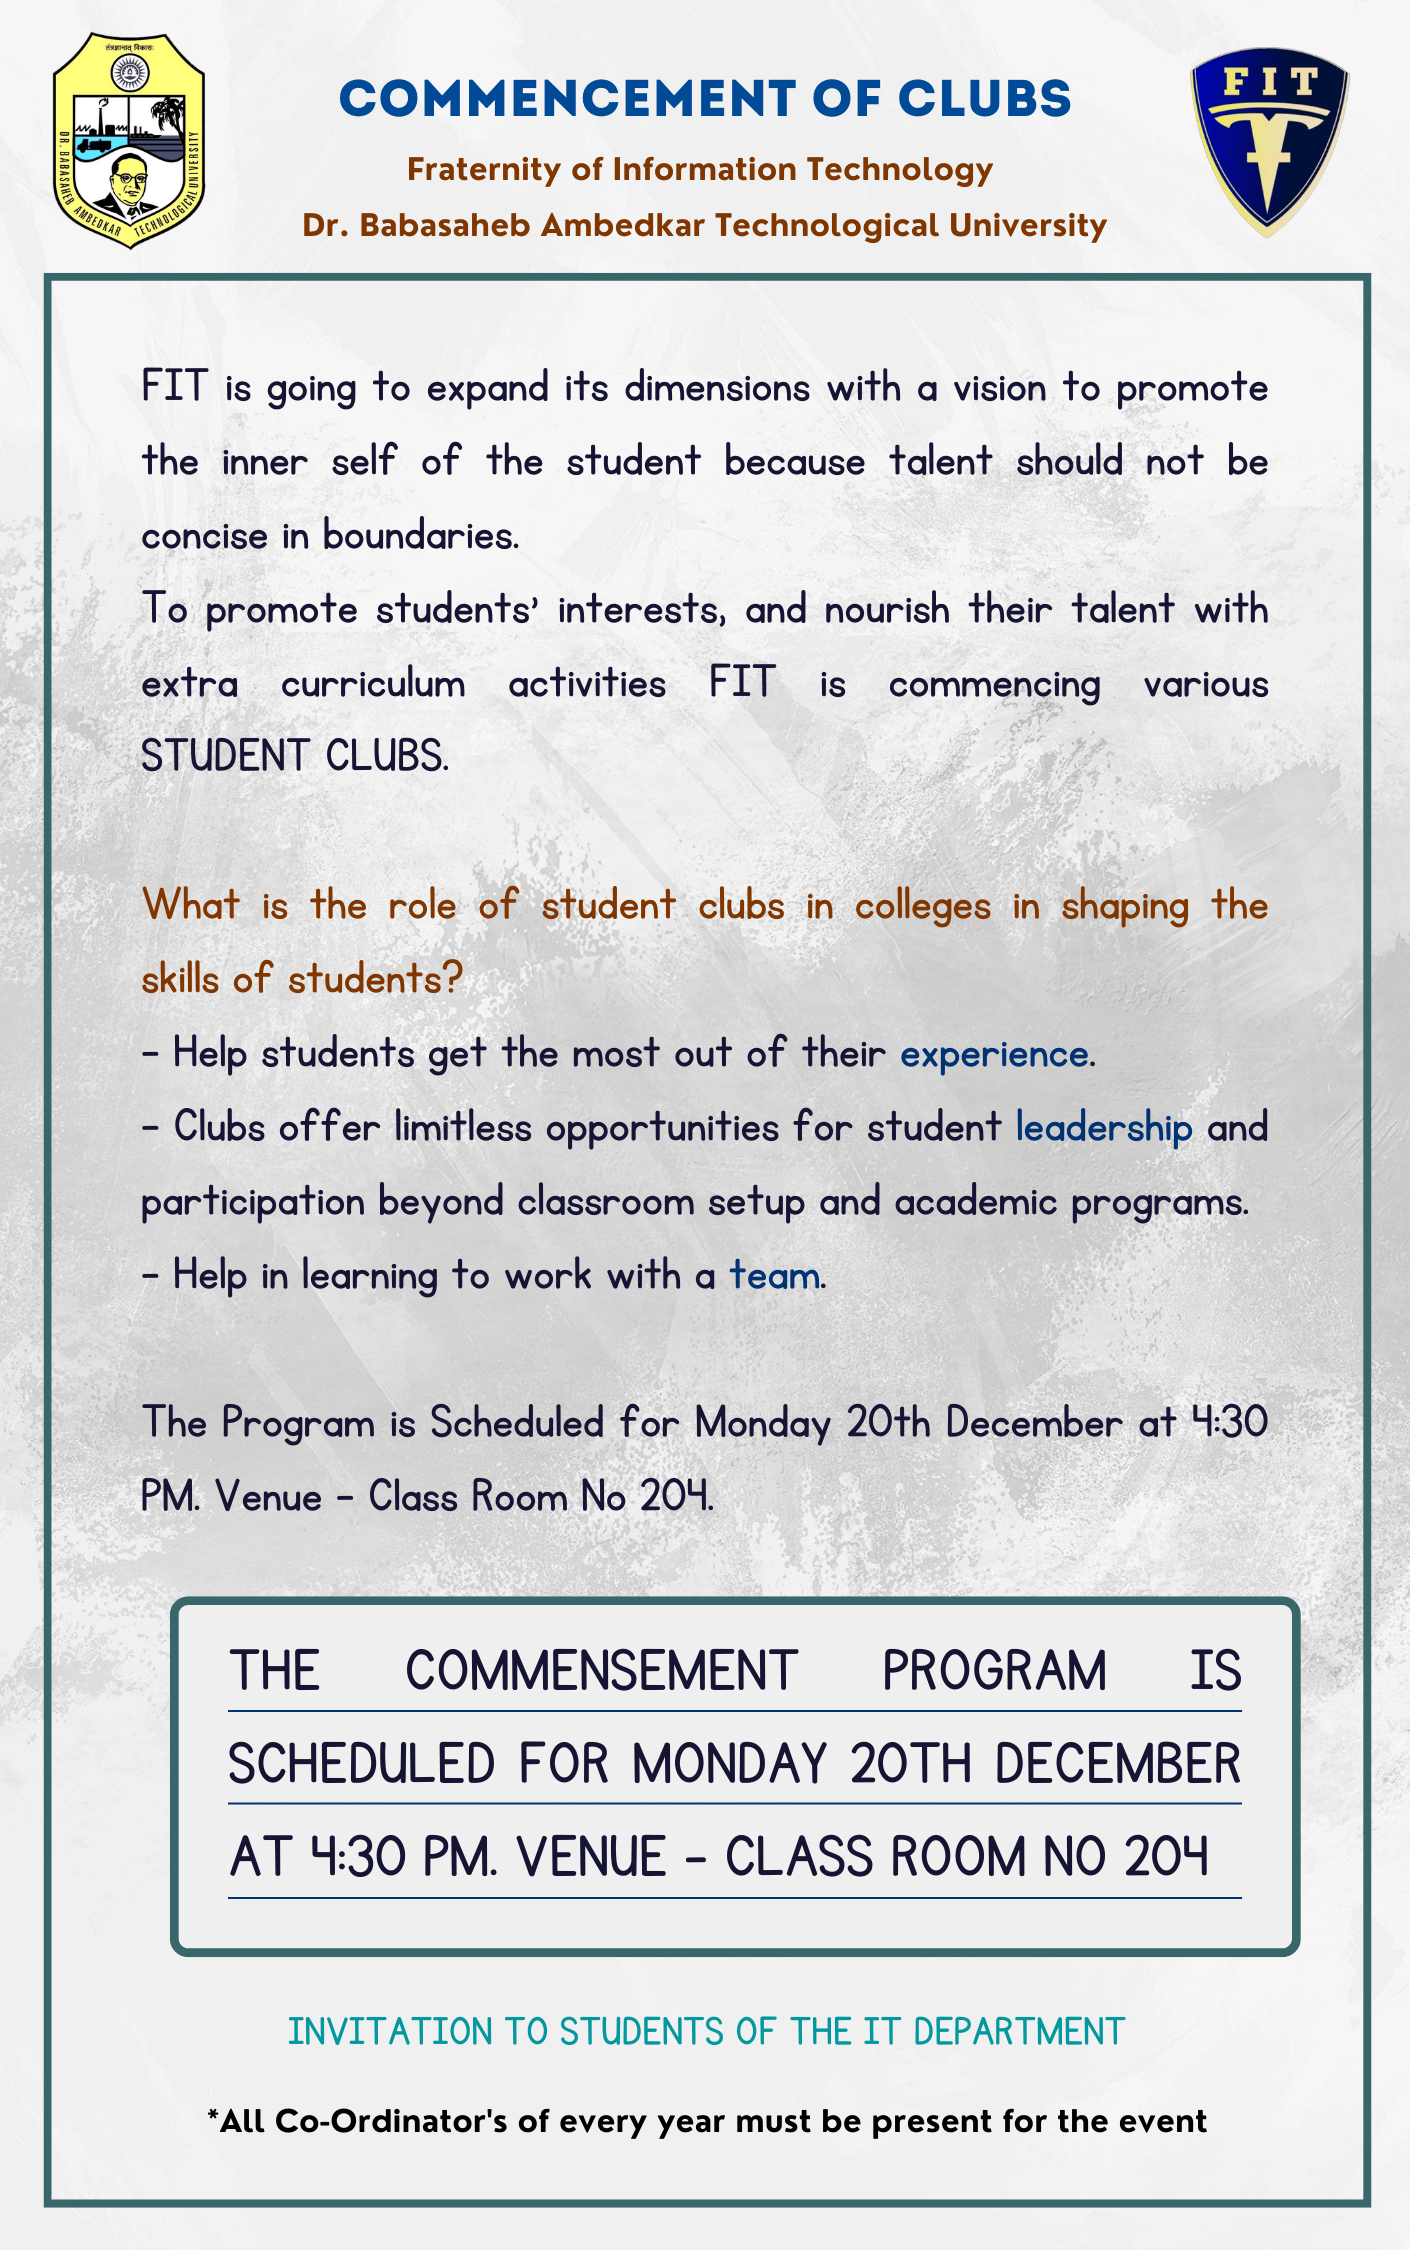 तंत्रज्ञानात् विकासः
DR. BABASAHEB AMBEDKAR TECHNOLOGICAL UNIVERSITY
FIT
COMMENCEMENT OF CLUBS
Fraternity of Information Technology
Dr. Babasaheb Ambedkar Technological University
FIT is going to expand its dimensions with a vision to promote
the inner self of the student because talent should not be
concise in boundaries.
To promote students' interests, and nourish their talent with
extra curriculum activities FIT is commencing various
STUDENT CLUBS.
What is the role of student clubs in colleges in shaping the
skills of students?
- Help students get the most out of their experience.
- Clubs offer limitless opportunities for student leadership and
participation beyond classroom setup and academic programs.
- Help in learning to work with a team.
The Program is Scheduled for Monday 20th December at 4:30
PM. Venue - Class Room No 204.
THE COMMENSEMENT PROGRAM IS
SCHEDULED FOR MONDAY 20TH DECEMBER
AT 4:30 PM. VENUE - CLASS ROOM NO 204
INVITATION TO STUDENTS OF THE IT DEPARTMENT
*All Co-Ordinator's of every year must be present for the event